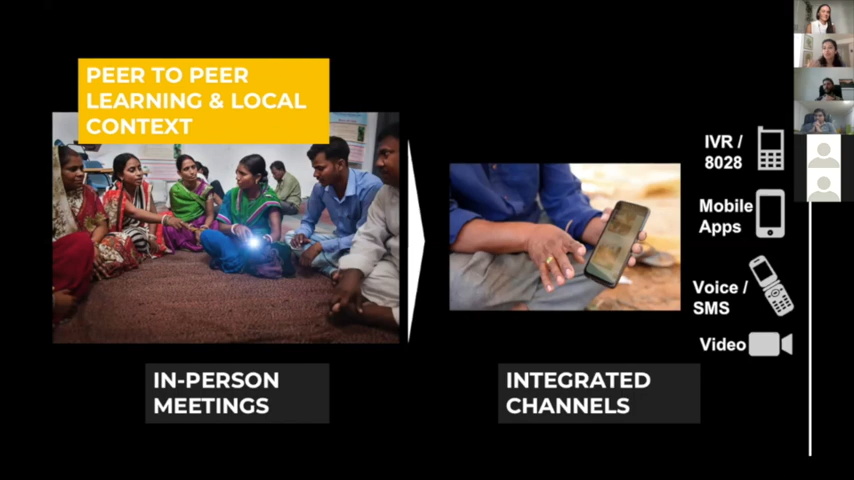 PEER TO PEER
LEARNING & LOCAL
CONTEXT
IN-PERSON
MEETINGS
INTEGRATED
CHANNELS
IVR /
8028
Mobile
Apps
Voice /
SMS
Video